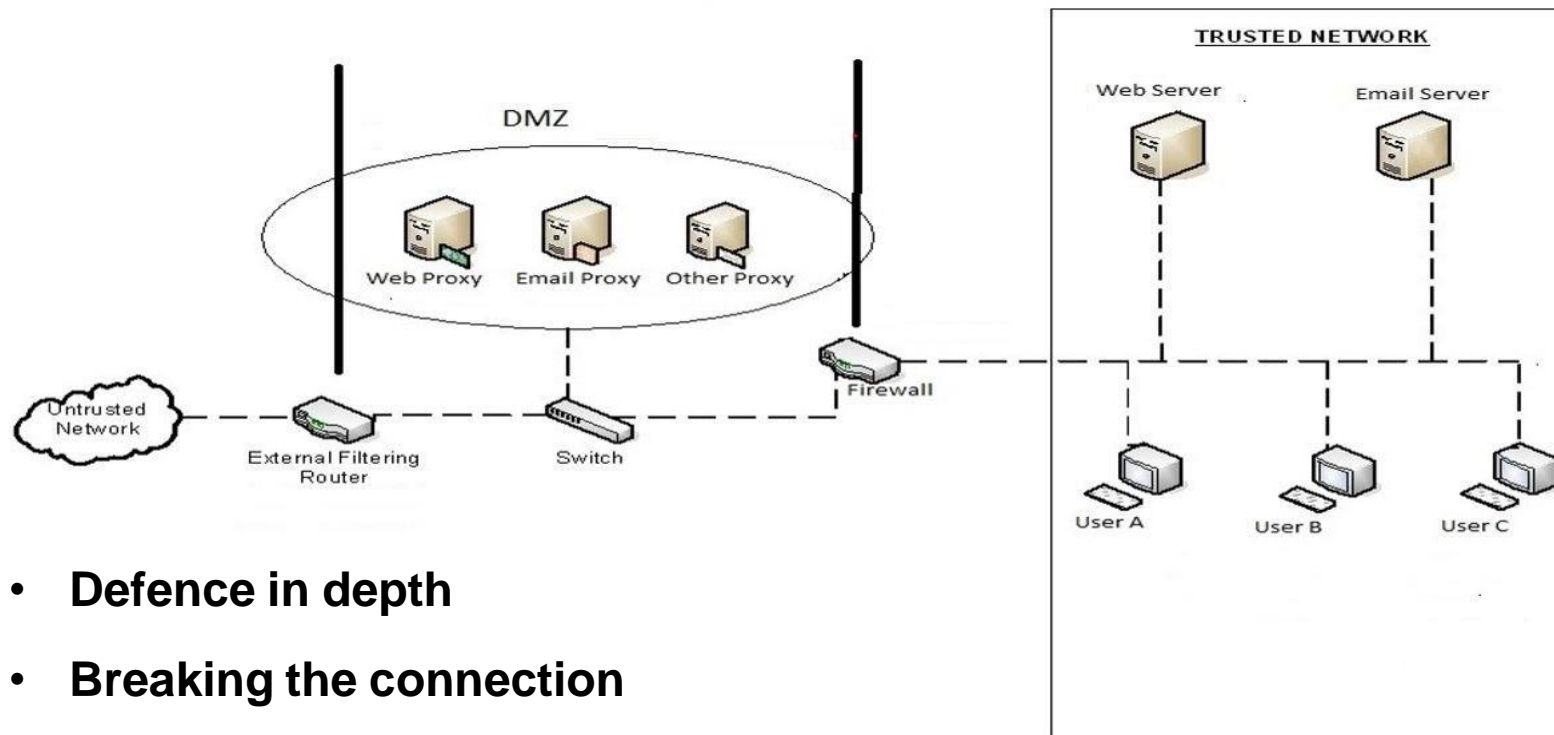 TRUSTED NETWORK
Web Server
Email Server
DMZ
Web Proxy
Email Proxy
Other Proxy
Firewall
Untrusted
Network
External Filtering
Router
Switch
User A
User B
User C
• Defence in depth
• Breaking the connection